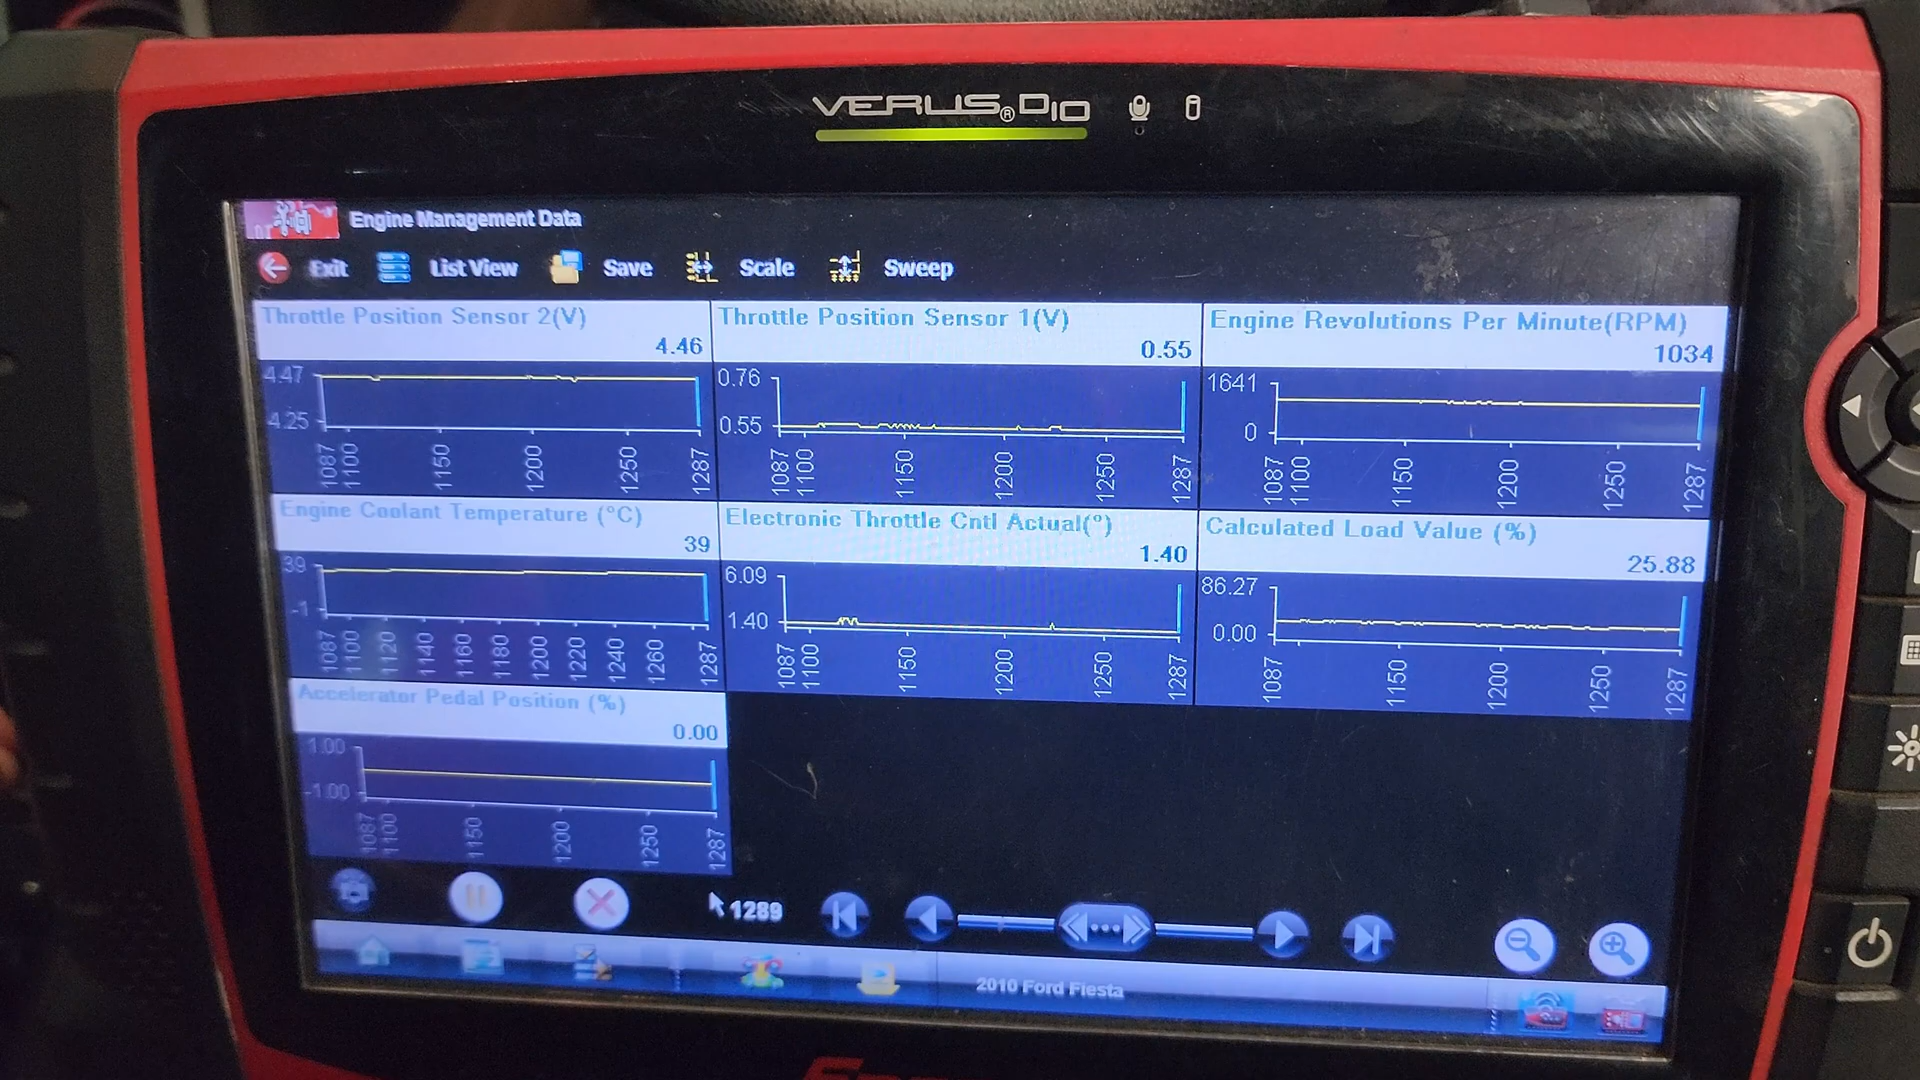 VERUS® D10
Engine Management Data
Exit List View Save Scale Sweep
Throttle Position Sensor 2(V)
4.46
4.47
4.25
1087 1100 1150 1200 1250 1287
Throttle Position Sensor 1(V)
0.55
0.76
0.55
1087 1100 1150 1200 1250 1287
Engine Revolutions Per Minute(RPM)
1034
1641
0
1087 1100 1150 1200 1250 1287
Engine Coolant Temperature (°C)
39
39
-1
1087 1100 1120 1140 1160 1180 1200 1220 1240 1260 1287
Electronic Throttle Cntl Actual(°)
1.40
6.09
1.40
1087 1100 1150 1200 1250 1287
Calculated Load Value (%)
25.88
86.27
0.00
1087 1150 1200 1250 1287
Accelerator Pedal Position (%)
0.00
1.00
-1.00
1087 1100 1150 1200 1250 1287
1289
2010 Ford Fiesta